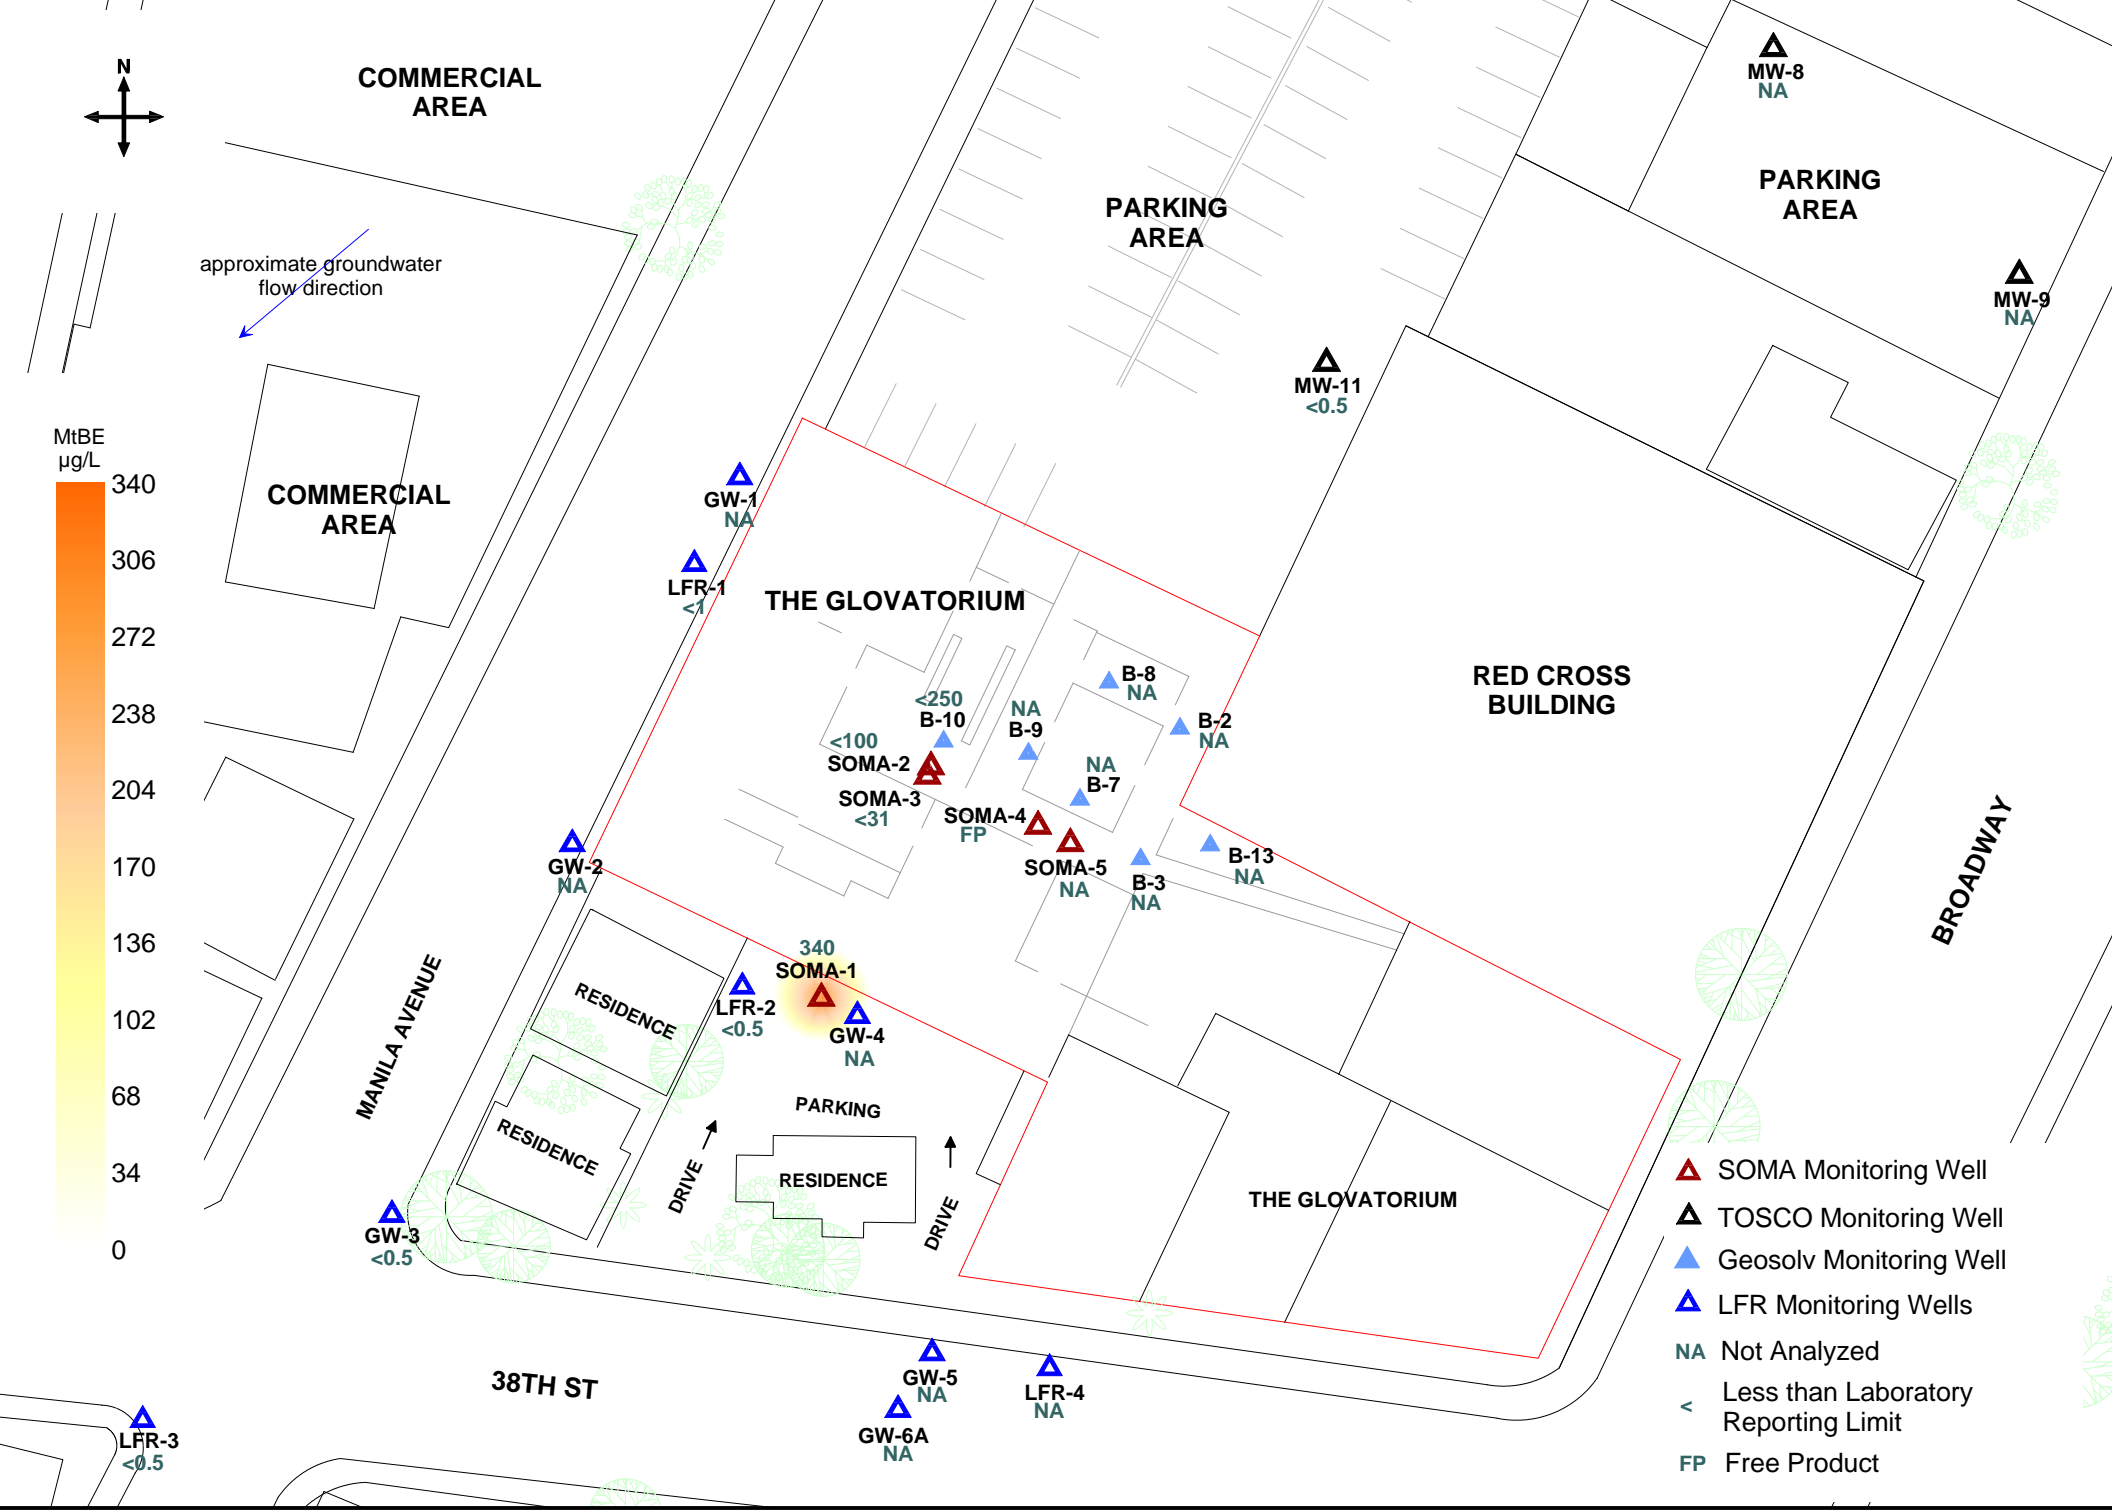 N
COMMERCIAL
AREA
MW-8
NA
PARKING
AREA
PARKING
AREA
approximate groundwater
flow direction
MW-9
NA
MW-11
<0.5
MtBE
µg/L
340
306
272
238
204
170
136
102
68
34
0
COMMERCIAL
AREA
GW-1
NA
LFR-1
<1
THE GLOVATORIUM
RED CROSS
BUILDING
B-8
NA
<250
B-10
NA
B-9
B-2
NA
<100
SOMA-2
NA
B-7
SOMA-3
<31
SOMA-4
FP
SOMA-5
NA
B-3
NA
B-13
NA
GW-2
NA
BROADWAY
MANILA AVENUE
340
SOMA-1
RESIDENCE
LFR-2
<0.5
GW-4
NA
PARKING
RESIDENCE
DRIVE
RESIDENCE
DRIVE
THE GLOVATORIUM
GW-3
<0.5
38TH ST
GW-5
NA
LFR-4
NA
GW-6A
NA
LFR-3
<0.5
SOMA Monitoring Well
TOSCO Monitoring Well
Geosolv Monitoring Well
LFR Monitoring Wells
NA Not Analyzed
< Less than Laboratory
Reporting Limit
FP Free Product